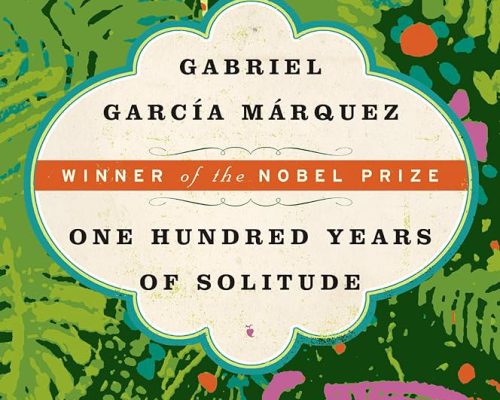 GABRIEL
GARCÍA MÁRQUEZ
WINNER of the NOBEL PRIZE
ONE HUNDRED YEARS
OF SOLITUDE